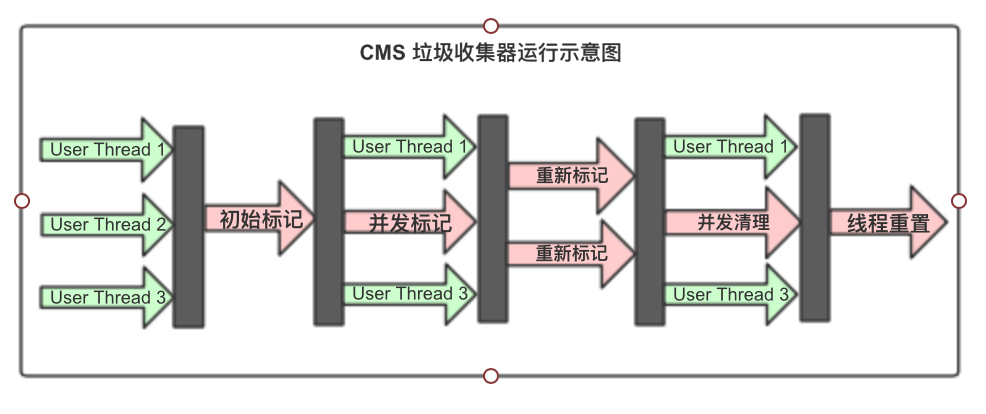 CMS 垃圾收集器运行示意图
User Thread 1
User Thread 2
User Thread 3
初始标记
User Thread 1
并发标记
User Thread 3
重新标记
重新标记
User Thread 1
并发清理
User Thread 3
线程重置